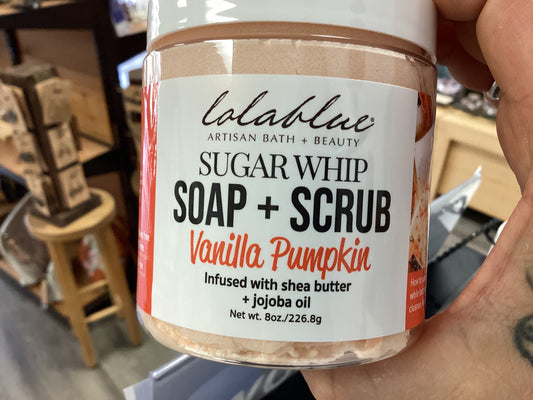 lolablue®
ARTISAN BATH + BEAUTY
SUGAR WHIP
SOAP + SCRUB
Vanilla Pumpkin
Infused with shea butter
+ jojoba oil
Net wt. 8oz./226.8g